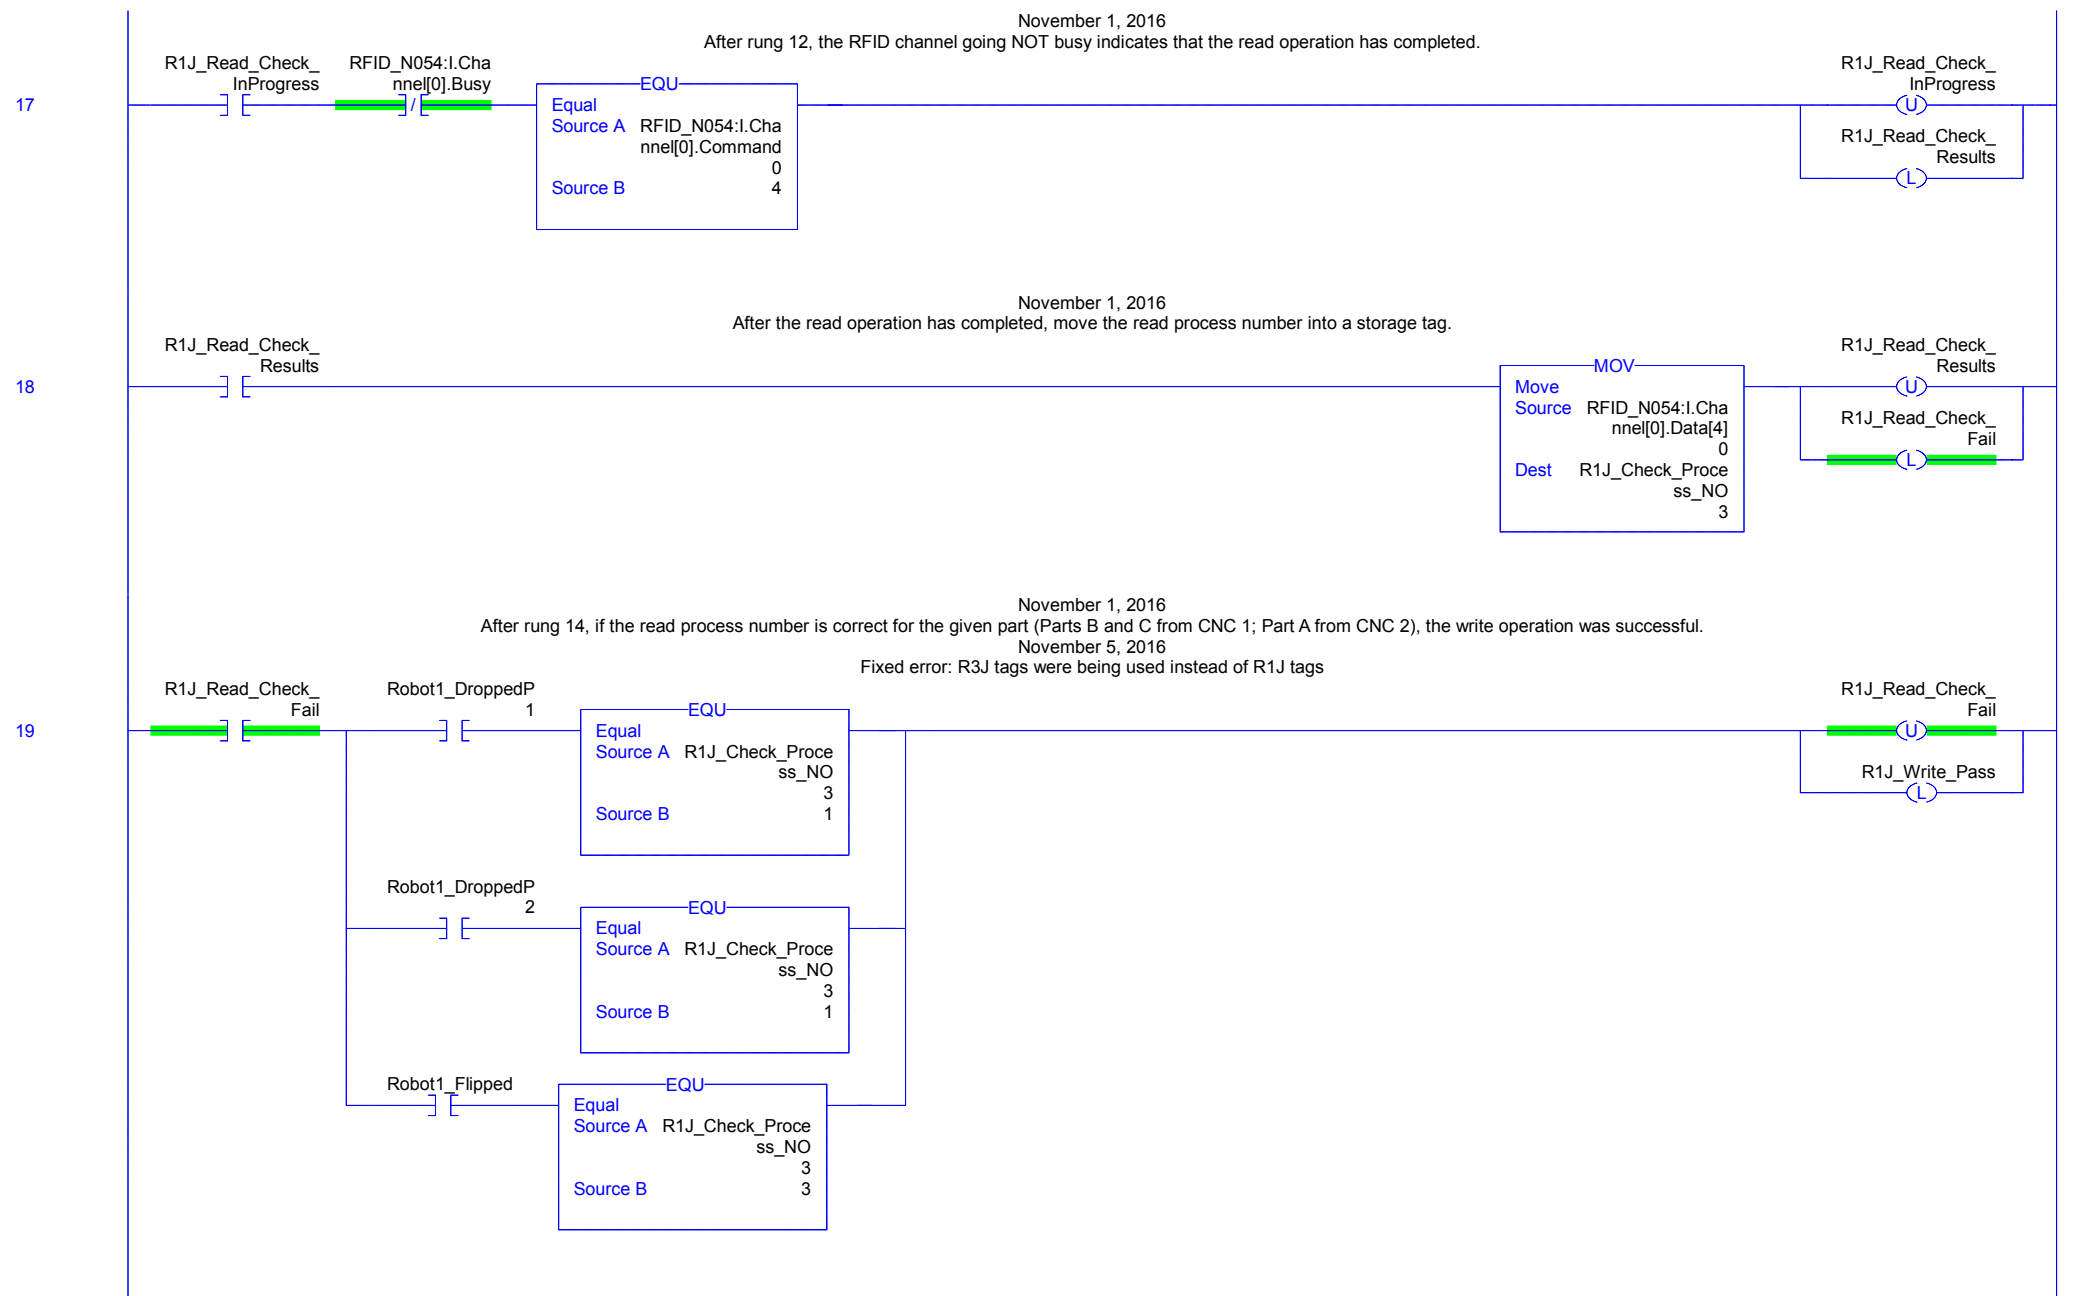 November 1, 2016
After rung 12, the RFID channel going NOT busy indicates that the read operation has completed.
R1J_Read_Check_
InProgress
RFID_N054:I.Cha
nnel[0].Busy
17
/
EQU
Equal
Source A RFID_N054:I.Cha
nnel[0].Command
0
Source B 4
R1J_Read_Check_
InProgress
U
R1J_Read_Check_
Results
L
November 1, 2016
After the read operation has completed, move the read process number into a storage tag.
R1J_Read_Check_
Results
18
MOV
Move
Source RFID_N054:I.Cha
nnel[0].Data[4]
0
Dest R1J_Check_Proce
ss_NO
3
R1J_Read_Check_
Results
U
R1J_Read_Check_
Fail
L
November 1, 2016
After rung 14, if the read process number is correct for the given part (Parts B and C from CNC 1; Part A from CNC 2), the write operation was successful.
November 5, 2016
Fixed error: R3J tags were being used instead of R1J tags
R1J_Read_Check_
Fail
19
Robot1_DroppedP
1
EQU
Equal
Source A R1J_Check_Proce
ss_NO
3
Source B 1
R1J_Read_Check_
Fail
U
R1J_Write_Pass
L
Robot1_DroppedP
2
EQU
Equal
Source A R1J_Check_Proce
ss_NO
3
Source B 1
Robot1_Flipped
EQU
Equal
Source A R1J_Check_Proce
ss_NO
3
Source B 3